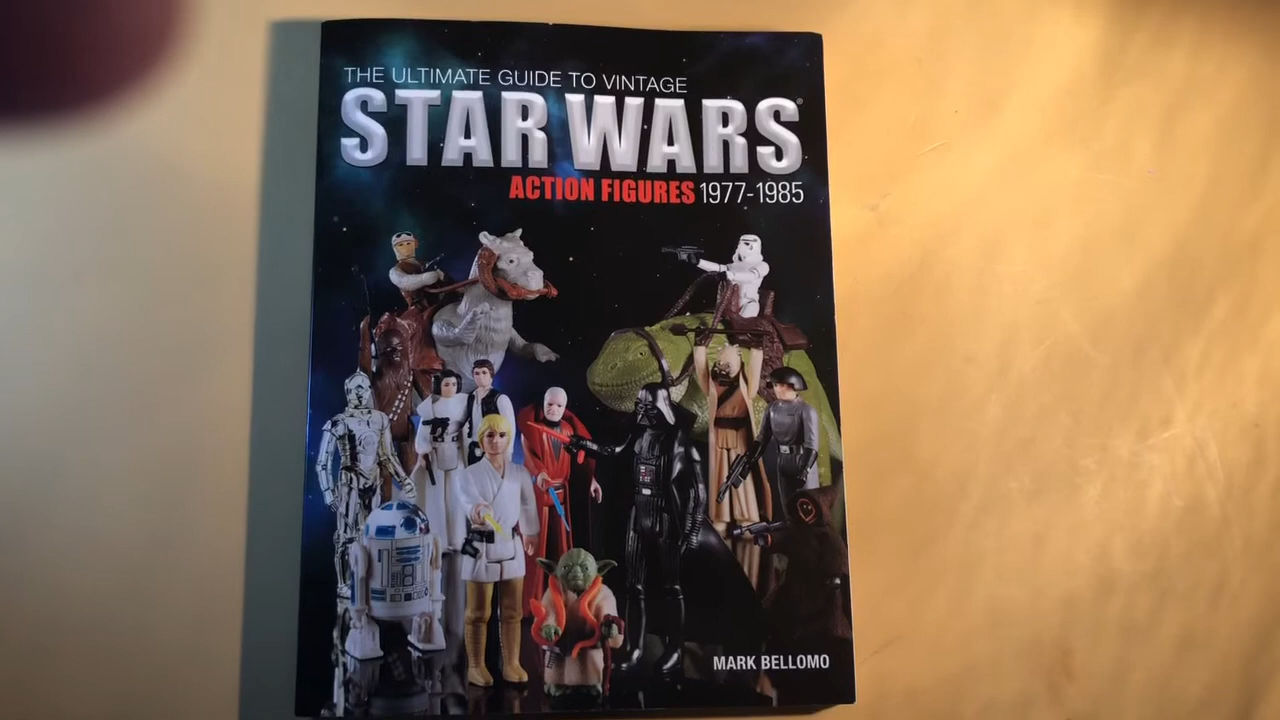 THE ULTIMATE GUIDE TO VINTAGE
STAR WARS®
ACTION FIGURES 1977-1985
MARK BELLOMO